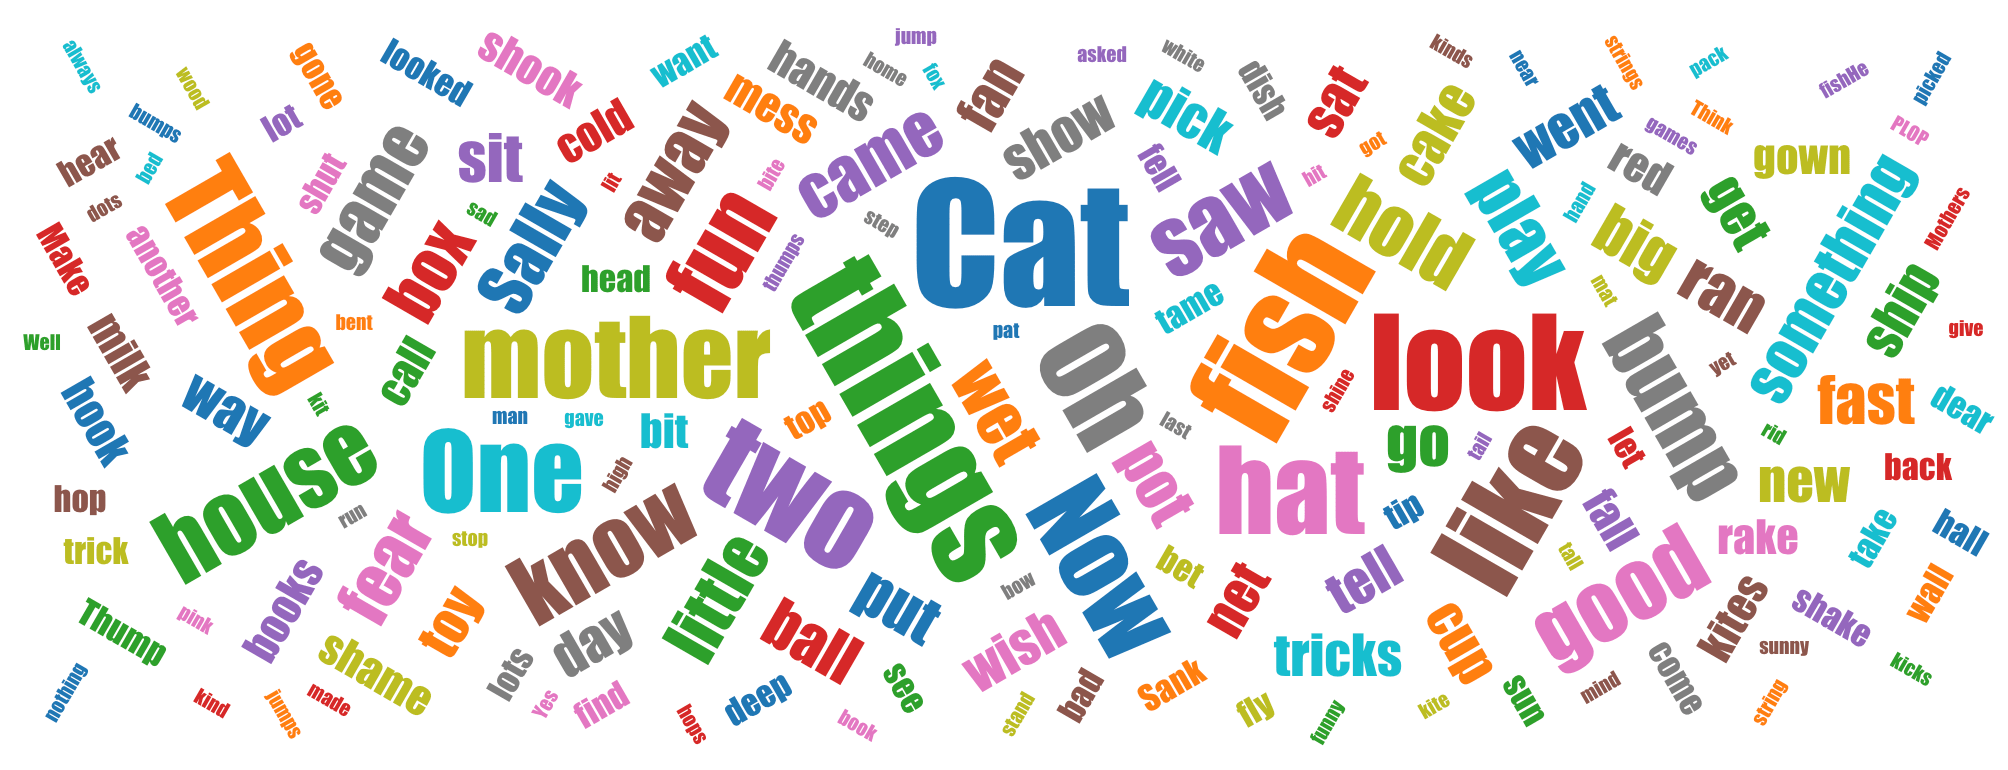 always
wood
gone
looked
shook
want
hands
home
jump
fox
fan
asked
white
dish
sat
kinds
near
strings
pack
fishHe
picked
bumps
lot
cold
mess
came
show
pick
got
cake
went
games
Think
PLOP
hear
bed
shut
game
sit
lit
away
bite
fell
hit
red
gown
dots
Thing
sad
Sally
fun
step
Cat
saw
hold
play
hand
get
big
something
Mothers
Make
another
box
head
thumps
things
tame
fish
mat
ran
ship
Well
milk
bent
call
mother
pat
Oh
look
bump
yet
give
hook
way
kit
man
gave
bit
top
wet
last
shine
go
tail
let
rid
fast
dear
house
One
high
two
pot
hat
like
new
back
hop
run
trick
fear
stop
know
little
Now
bet
tip
fall
tall
rake
take
hall
Thump
pink
books
toy
day
ball
put
bow
wish
net
tell
good
kites
shake
wall
nothing
shame
lots
find
Yes
deep
see
bad
Sank
tricks
cup
sun
mind
come
sunny
kicks
kind
jumps
made
hops
book
stand
fly
funny
kite
string